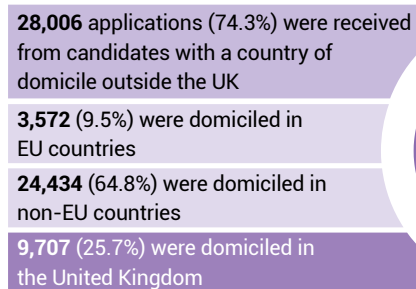 28,006 applications (74.3%) were received
from candidates with a country of
domicile outside the UK
3,572 (9.5%) were domiciled in
EU countries
24,434 (64.8%) were domiciled in
non-EU countries
9,707 (25.7%) were domiciled in
the United Kingdom